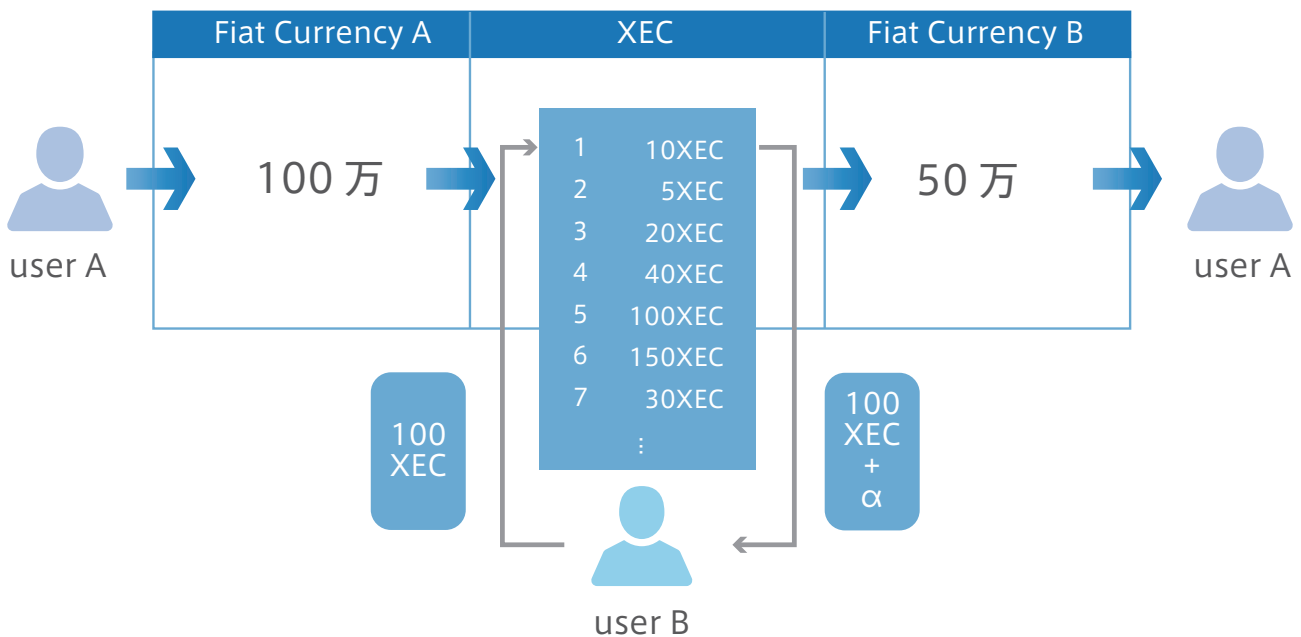 Fiat Currency A
XEC
Fiat Currency B
user A
100 万
1 10XEC
2 5XEC
3 20XEC
4 40XEC
5 100XEC
6 150XEC
7 30XEC
⋮
50 万
user A
100
XEC
100
XEC
+
α
user B